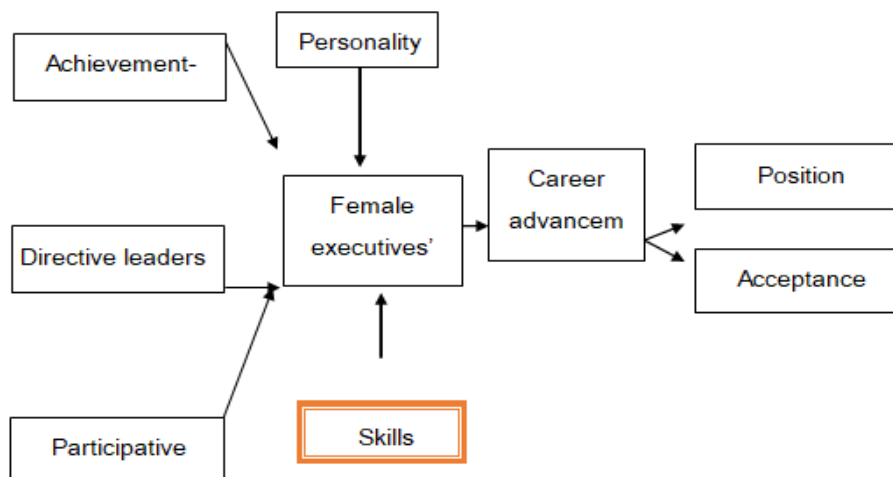 Personality
Achievement-
Female
executives’
Career
advancem
Position
Directive leaders
Acceptance
Participative
Skills